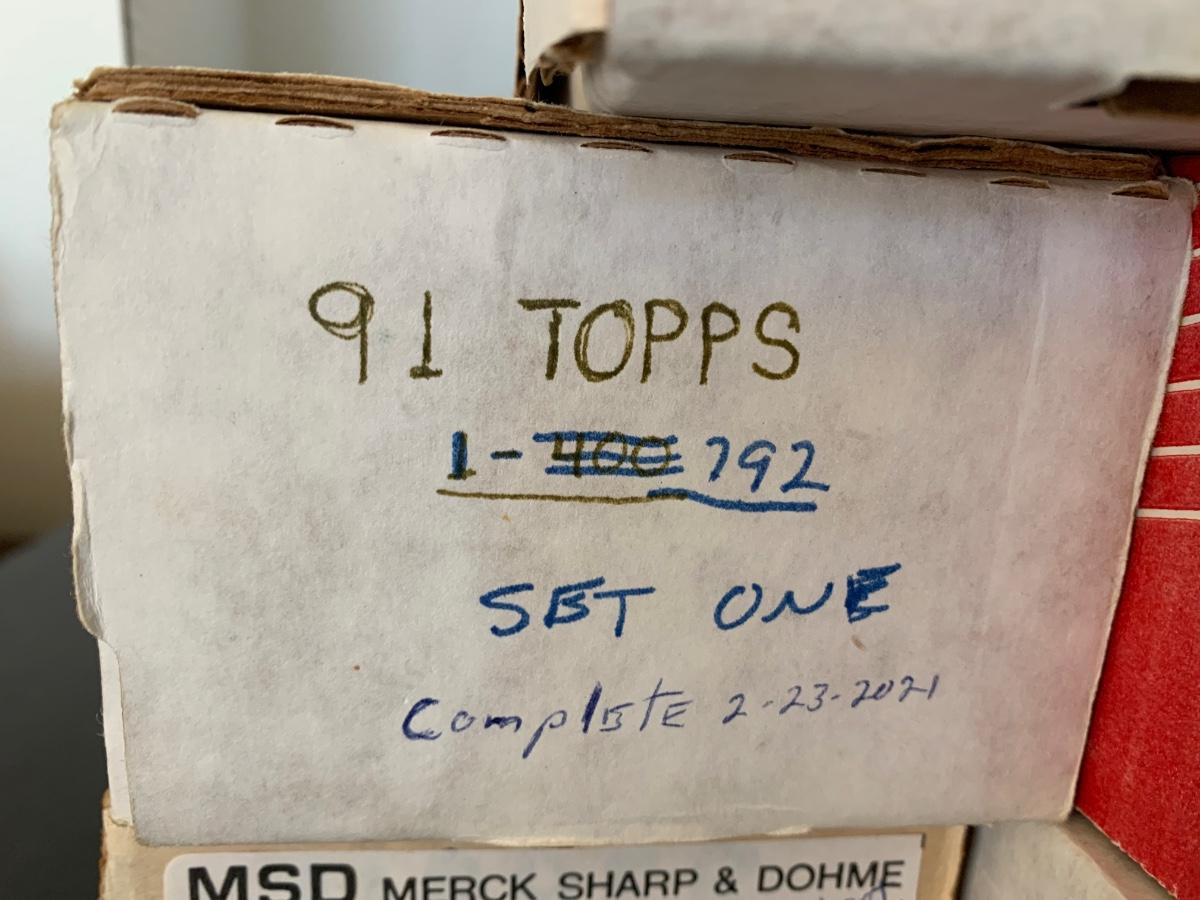 91 TOPPS
1-400 792
SET ONE
Complete 2-23-2021
MSD MERCK SHARP & DOHME